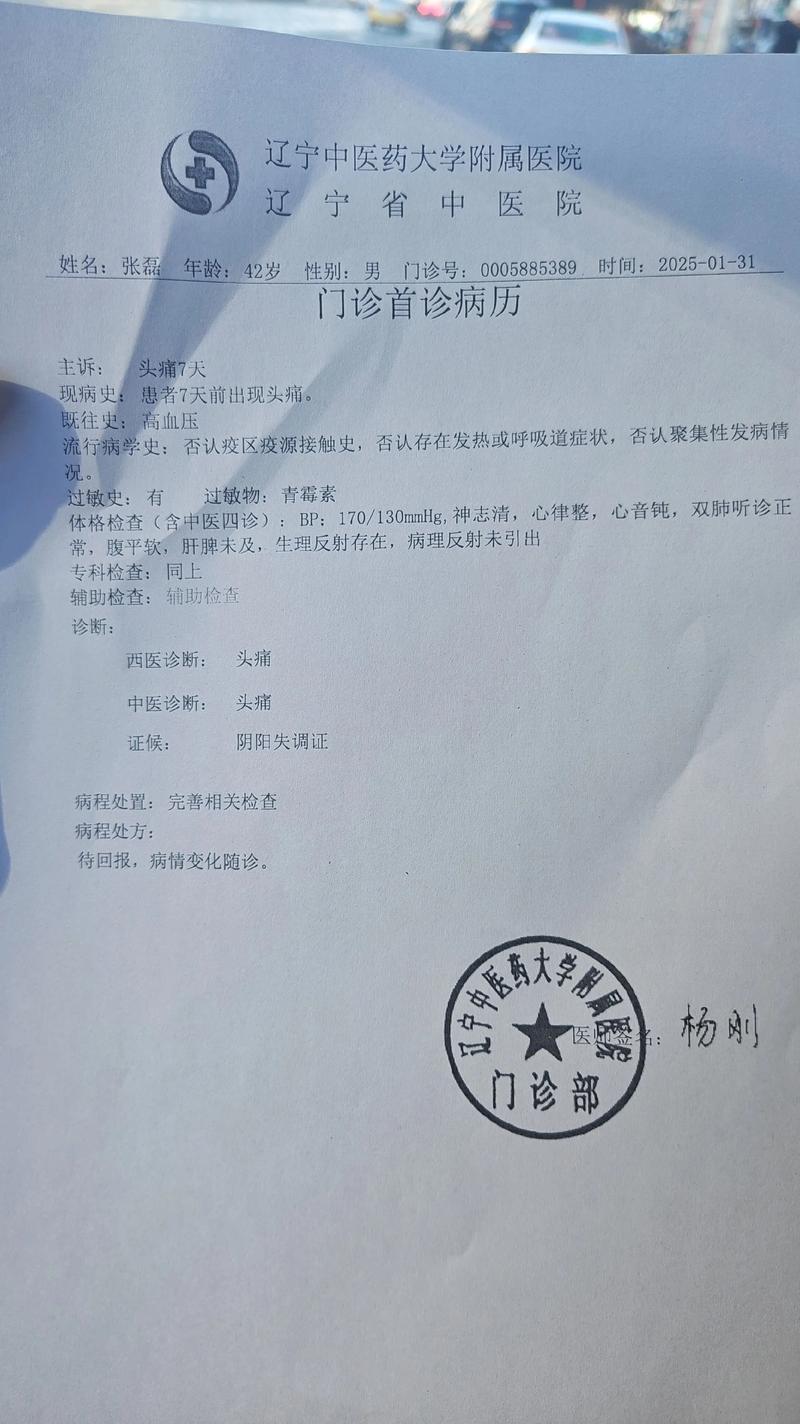 辽宁中医药大学附属医院
辽宁省中医院
姓名：张磊 年龄：42岁 性别：男 门诊号：0005885389 时间：2025-01-31
门诊首诊病历
主诉： 头痛7天
现病史：患者7天前出现头痛。
既往史：高血压
流行病学史：否认疫区疫源接触史，否认存在发热或呼吸道症状，否认聚集性发病情
况。
过敏史：有 过敏物：青霉素
体格检查（含中医四诊）：BP：170/130mmHg,神志清，心律整，心音钝，双肺听诊正
常，腹平软，肝脾未及，生理反射存在，病理反射未引出
专科检查：同上
辅助检查：辅助检查
诊断：
西医诊断： 头痛
中医诊断： 头痛
证候： 阴阳失调证
病程处置：完善相关检查
病程处方：
待回报，病情变化随诊。
辽宁中医药大学附属医院
医师签名：杨刚
门诊部